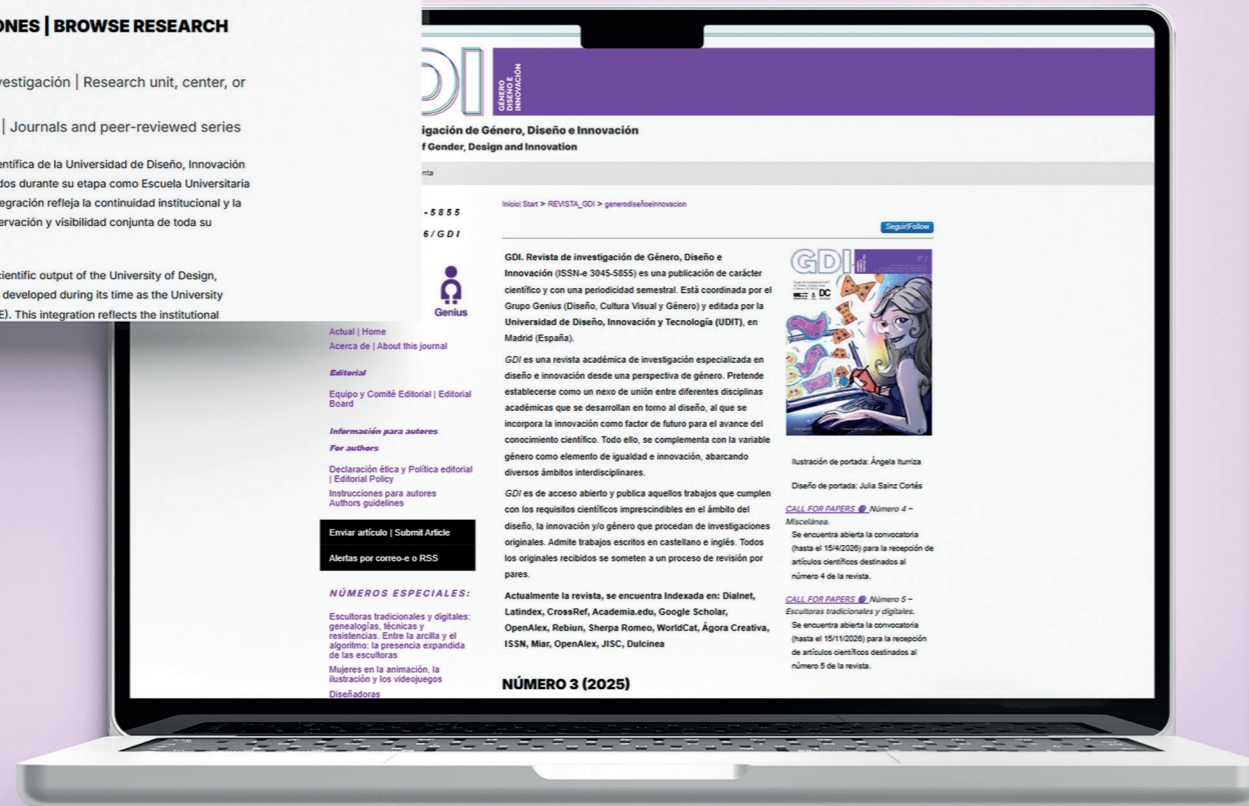 ONES | BROWSE RESEARCH
vestigación | Research unit, center, or
| Journals and peer-reviewed series
entífica de la Universidad de Diseño, Innovación
dos durante su etapa como Escuela Universitaria
tegración refleja la continuidad institucional y la
ervación y visibilidad conjunta de toda su
cientific output of the University of Design,
developed during its time as the University
E). This integration reflects the institutional
DI
GÉNERO
DISEÑO E
INNOVACIÓN
igación de Género, Diseño e Innovación
f Gender, Design and Innovation
nta
-5855
6/GDI
Genius
Actual | Home
Acerca de | About this journal
Editorial
Equipo y Comité Editorial | Editorial
Board
Información para autores
For authors
Declaración ética y Política editorial
| Editorial Policy
Instrucciones para autores
Authors guidelines
Enviar artículo | Submit Article
Alertas por correo-e o RSS
NÚMEROS ESPECIALES:
Escultoras tradicionales y digitales:
genealogías, técnicas y
resistencias. Entre la arcilla y el
algoritmo: la presencia expandida
de las escultoras
Mujeres en la animación, la
ilustración y los videojuegos
Diseñadoras
Inicio| Start > REVISTA_GDI > generodiseñoeinnovacion
Seguir|Follow
GDI. Revista de investigación de Género, Diseño e
Innovación (ISSN-e 3045-5855) es una publicación de carácter
científico y con una periodicidad semestral. Está coordinada por el
Grupo Genius (Diseño, Cultura Visual y Género) y editada por la
Universidad de Diseño, Innovación y Tecnología (UDIT), en
Madrid (España).
GDI es una revista académica de investigación especializada en
diseño e innovación desde una perspectiva de género. Pretende
establecerse como un nexo de unión entre diferentes disciplinas
académicas que se desarrollan en torno al diseño, al que se
incorpora la innovación como factor de futuro para el avance del
conocimiento científico. Todo ello, se complementa con la variable
género como elemento de igualdad e innovación, abarcando
diversos ámbitos interdisciplinares.
GDI es de acceso abierto y publica aquellos trabajos que cumplen
con los requisitos científicos imprescindibles en el ámbito del
diseño, la innovación y/o género que procedan de investigaciones
originales. Admite trabajos escritos en castellano e inglés. Todos
los originales recibidos se someten a un proceso de revisión por
pares.
Actualmente la revista, se encuentra Indexada en: Dialnet,
Latindex, CrossRef, Academia.edu, Google Scholar,
OpenAlex, Rebiun, Sherpa Romeo, WorldCat, Ágora Creativa,
ISSN, Miar, OpenAlex, JISC, Dulcinea
NÚMERO 3 (2025)
GDI
DC
Ilustración de portada: Ángela Iturriza
Diseño de portada: Julia Sainz Cortés
CALL FOR PAPERS Número 4 –
Miscelánea.
Se encuentra abierta la convocatoria
(hasta el 15/4/2026) para la recepción de
artículos científicos destinados al
número 4 de la revista.
CALL FOR PAPERS Número 5 –
Escultoras tradicionales y digitales.
Se encuentra abierta la convocatoria
(hasta el 15/11/2026) para la recepción
de artículos científicos destinados al
número 5 de la revista.